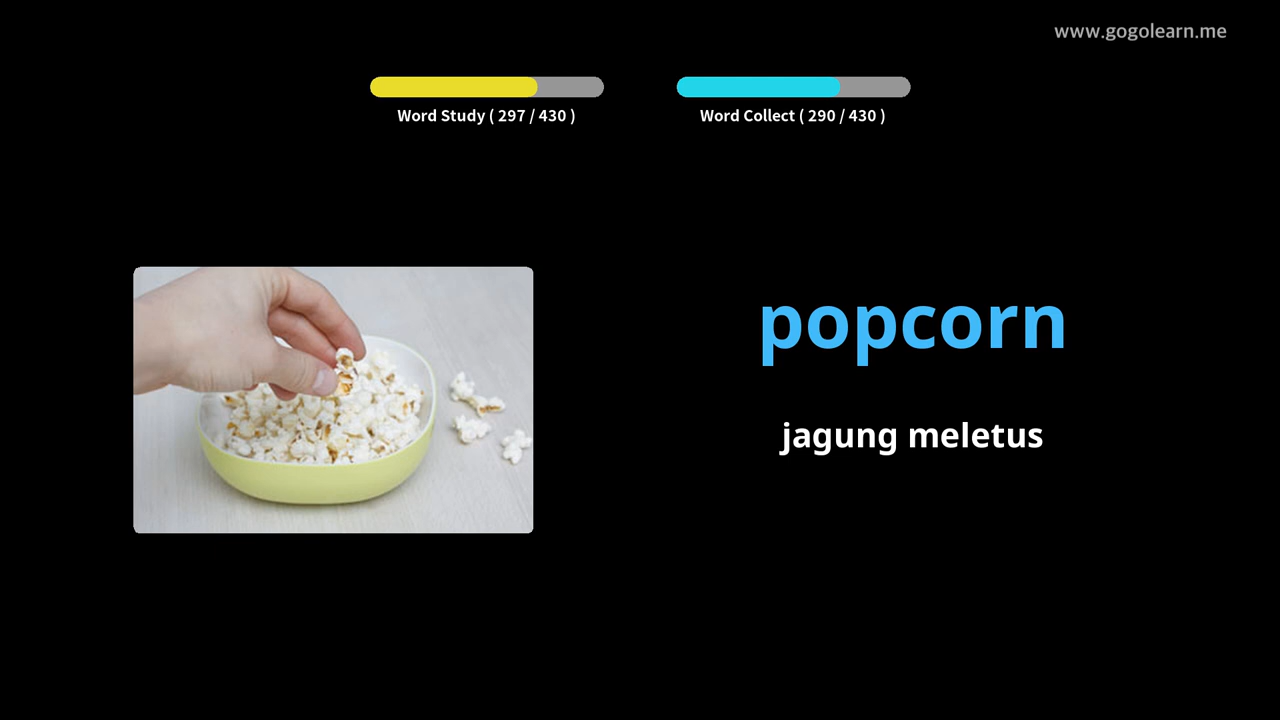 www.gogolearn.me
Word Study ( 297 / 430 )
Word Collect ( 290 / 430 )
popcorn
jagung meletus